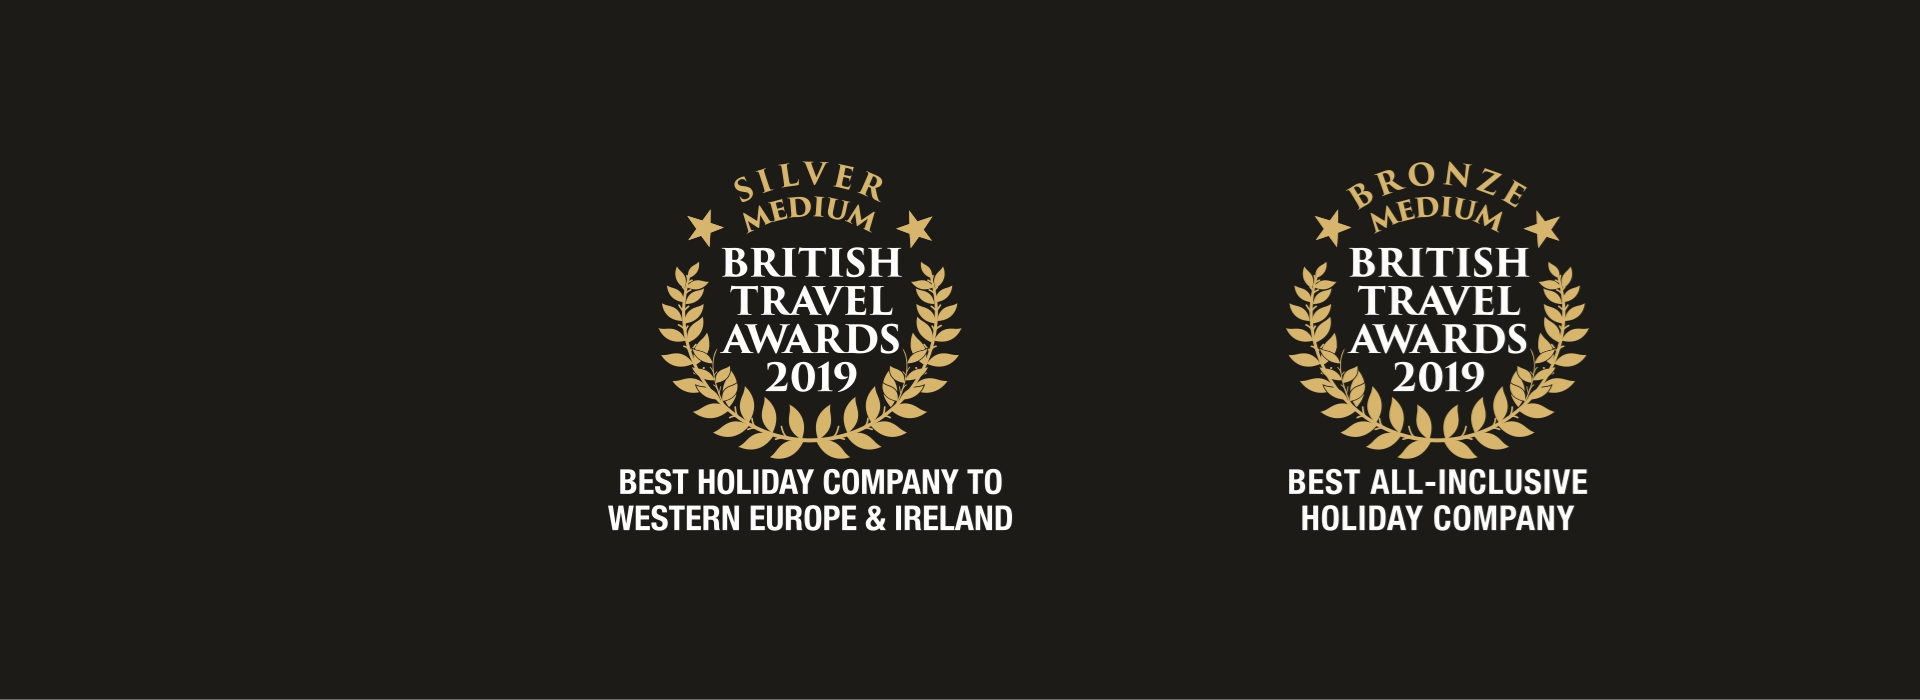 SILVER
MEDIUM
BRITISH
TRAVEL
AWARDS
2019
BEST HOLIDAY COMPANY TO
WESTERN EUROPE & IRELAND
BRONZE
MEDIUM
BRITISH
TRAVEL
AWARDS
2019
BEST ALL-INCLUSIVE
HOLIDAY COMPANY